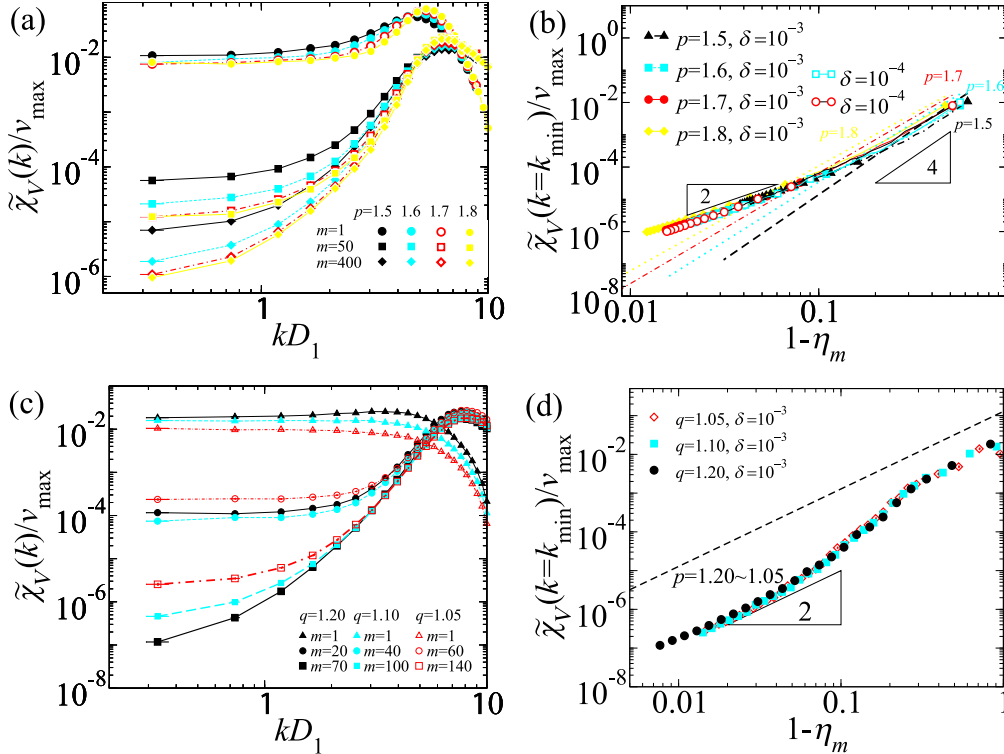 (a)
10⁻²
10⁻⁴
10⁻⁶
χ̃_V(k)/v_max
p=1.5 1.6 1.7 1.8
m=1
m=50
m=400
1
10
kD₁
(b)
10⁰
10⁻²
10⁻⁴
10⁻⁶
10⁻⁸
χ̃_V(k=k_min)/v_max
p=1.5, δ=10⁻³
p=1.6, δ=10⁻³
p=1.7, δ=10⁻³
p=1.8, δ=10⁻³
δ=10⁻⁴
δ=10⁻⁴
p=1.7
p=1.6
p=1.5
p=1.8
2
4
0.01
0.1
1-η_m
(c)
10⁻²
10⁻⁴
10⁻⁶
10⁻⁸
χ̃_V(k)/v_max
q=1.20 q=1.10 q=1.05
m=1 m=1 m=1
m=20 m=40 m=60
m=70 m=100 m=140
1
10
kD₁
(d)
10⁰
10⁻²
10⁻⁴
10⁻⁶
10⁻⁸
χ̃_V(k=k_min)/v_max
q=1.05, δ=10⁻³
q=1.10, δ=10⁻³
q=1.20, δ=10⁻³
p=1.20~1.05
2
0.01
0.1
1
1-η_m